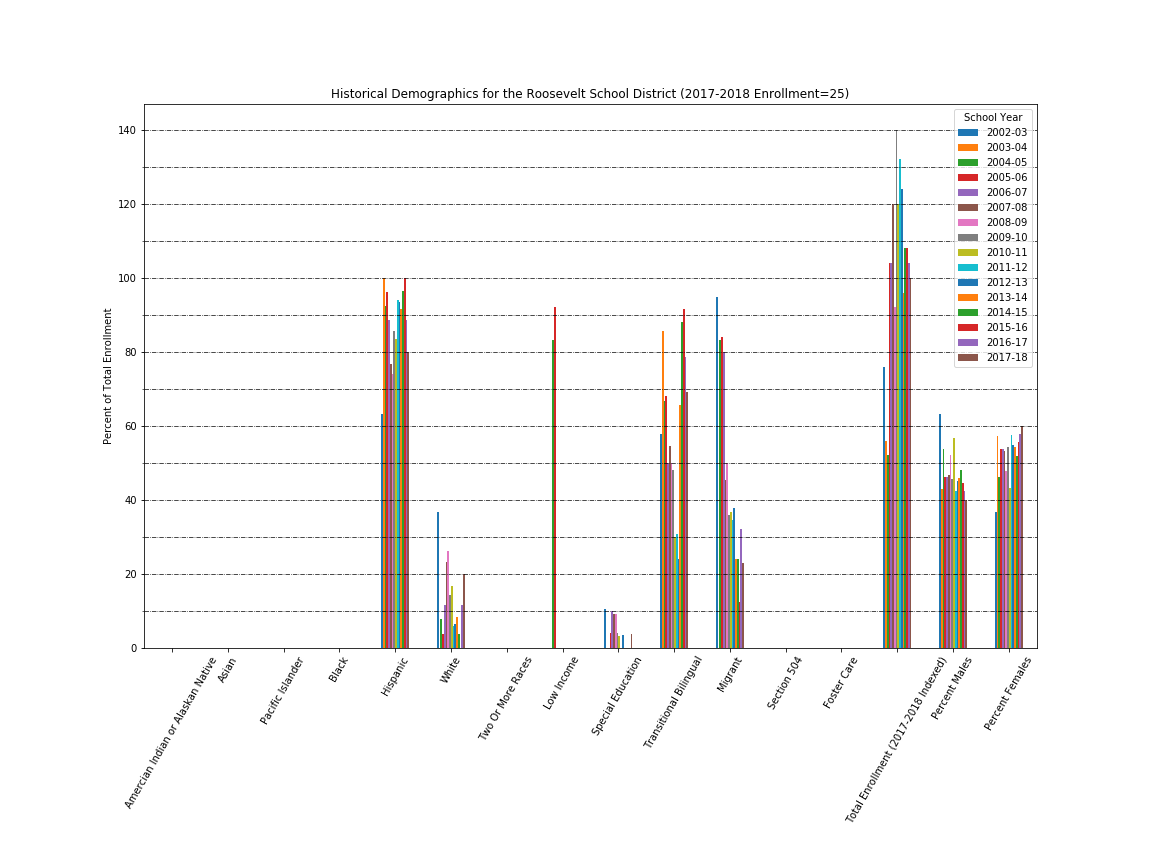 Historical Demographics for the Roosevelt School District (2017-2018 Enrollment=25)
Percent of Total Enrollment
140
120
100
80
60
40
20
0
School Year
2002-03
2003-04
2004-05
2005-06
2006-07
2007-08
2008-09
2009-10
2010-11
2011-12
2012-13
2013-14
2014-15
2015-16
2016-17
2017-18
Amercian Indian or Alaskan Native
Asian
Pacific Islander
Black
Hispanic
White
Two Or More Races
Low Income
Special Education
Transitional Bilingual
Migrant
Section 504
Foster Care
Total Enrollment (2017-2018 Indexed)
Percent Males
Percent Females